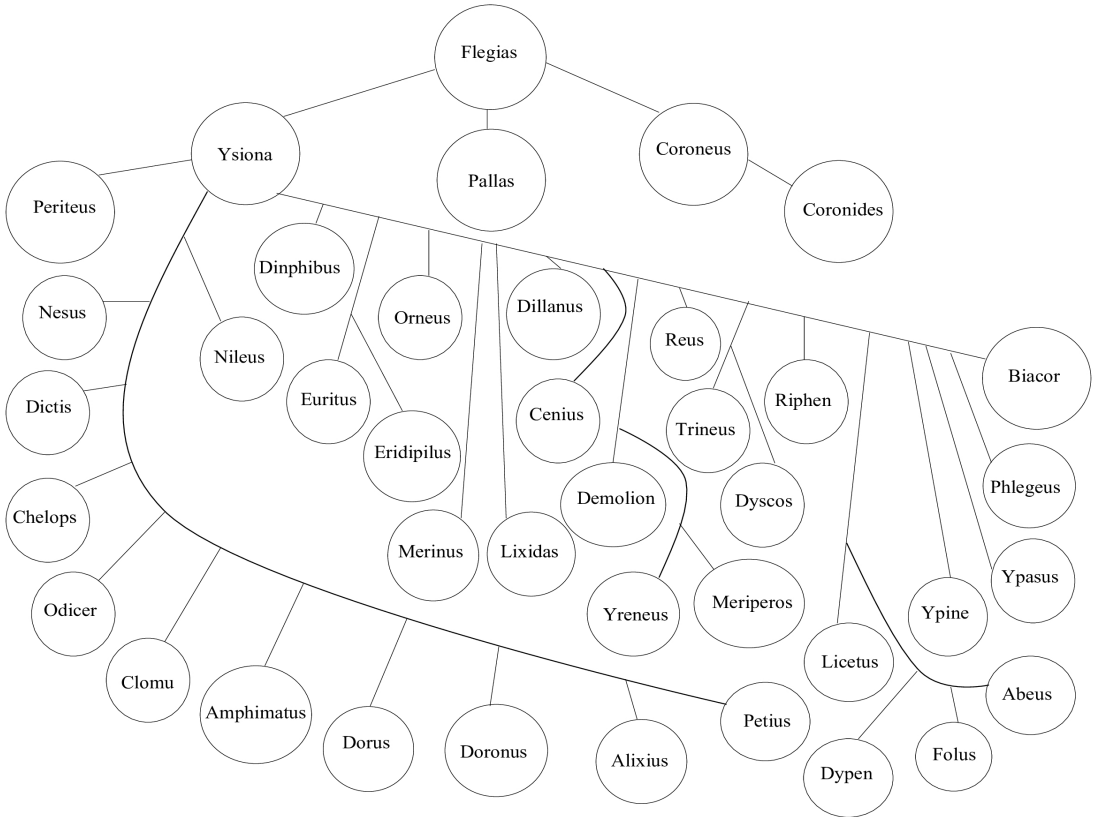 Flegias
Ysiona
Pallas
Coroneus
Coronides
Periteus
Dinphibus
Nesus
Nileus
Orneus
Dillanus
Reus
Biacor
Dictis
Euritus
Eridipilus
Cenius
Trineus
Riphen
Chelops
Merinus
Lixidas
Demolion
Dyscos
Phlegeus
Odicer
Yreneus
Meriperos
Ypine
Ypasus
Clomu
Amphimatus
Dorus
Doronus
Alixius
Petius
Licetus
Abeus
Dypen
Folus